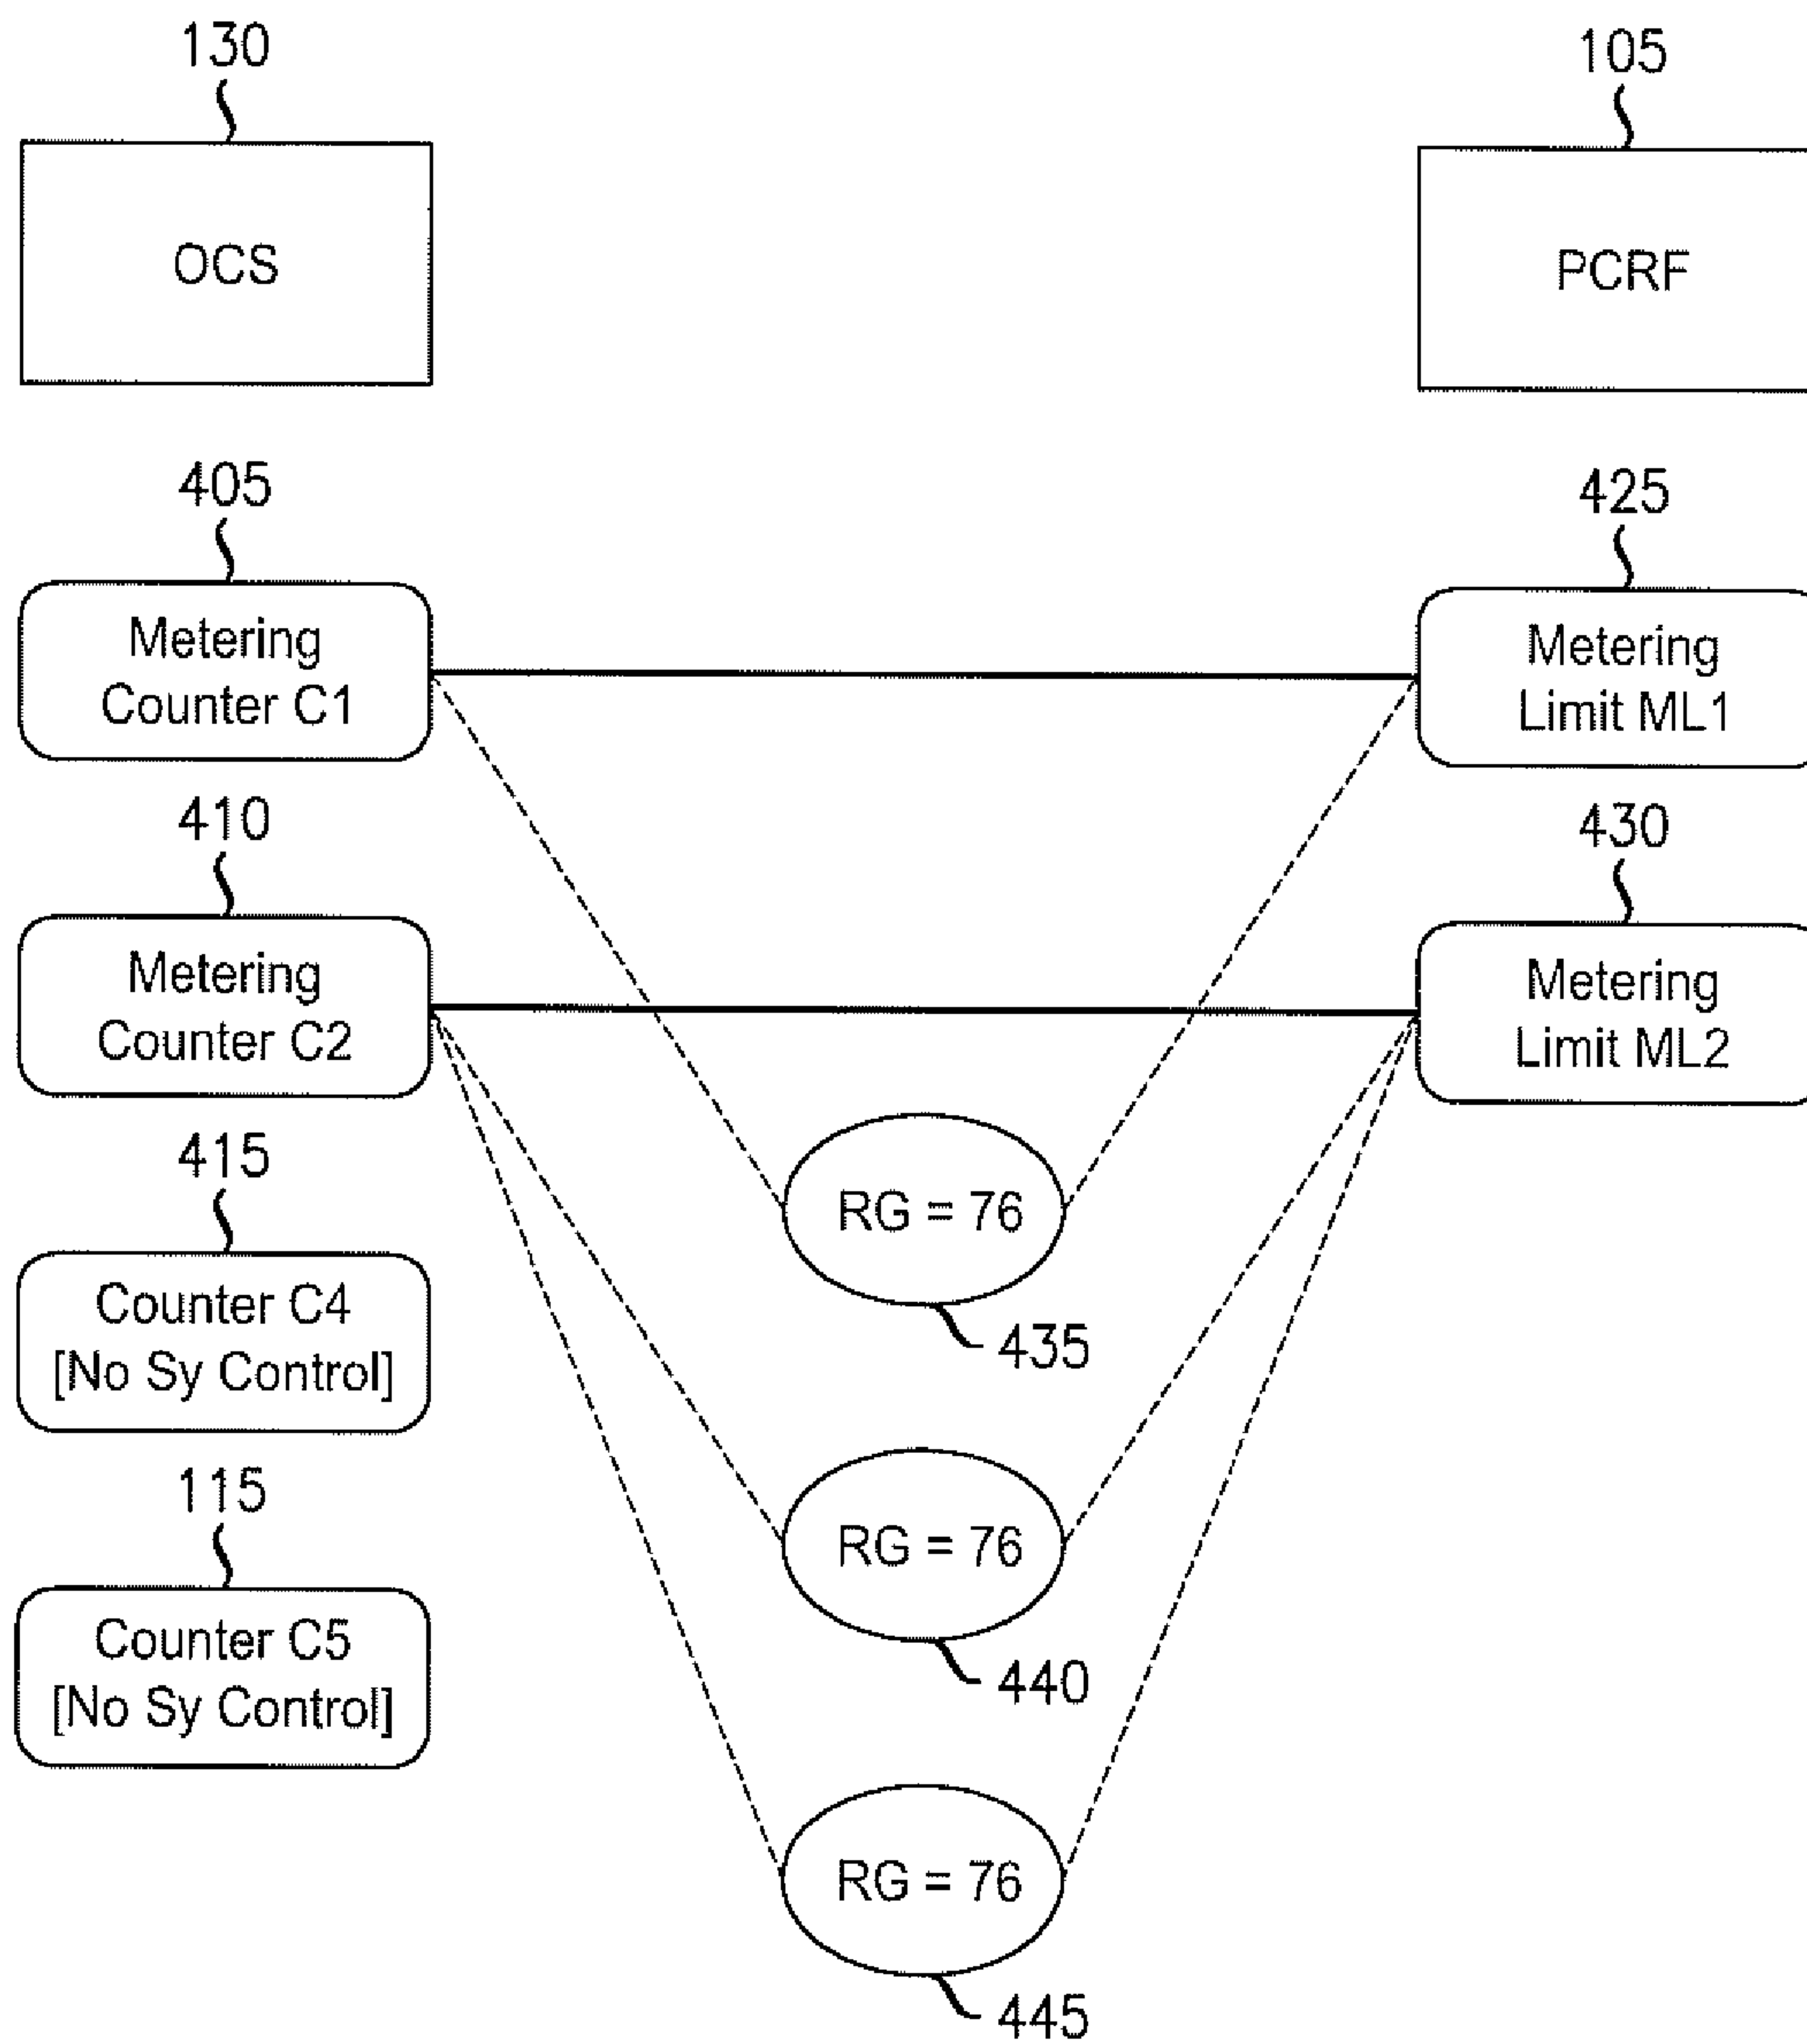 130
105
OCS
PCRF
405
425
Metering
Counter C1
Metering
Limit ML1
410
430
Metering
Counter C2
Metering
Limit ML2
415
RG = 76
435
Counter C4
[No Sy Control]
115
RG = 76
440
Counter C5
[No Sy Control]
RG = 76
445